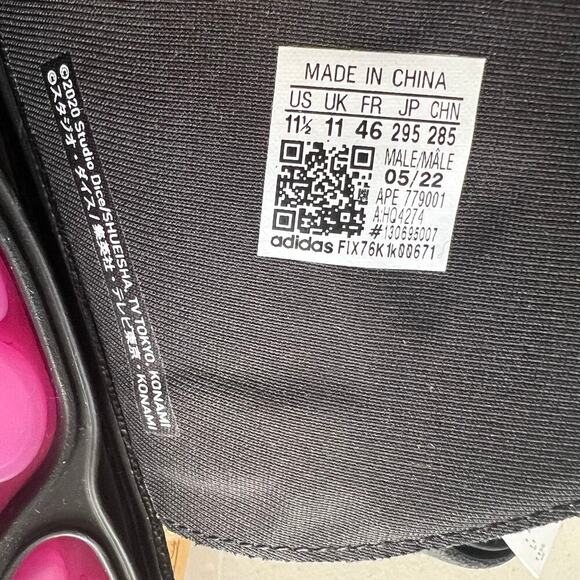 ©2020 Studio Dice/SHUEISHA, TV TOKYO, KONAMI
©スタジオ・ダイス/集英社・テレビ東京・KONAMI
MADE IN CHINA
US UK FR JP CHN
11½ 11 46 295 285
MALE/MÂLE
05/22
APE 779001
A:HQ4274
#130695007
adidas FIX76K1k00671